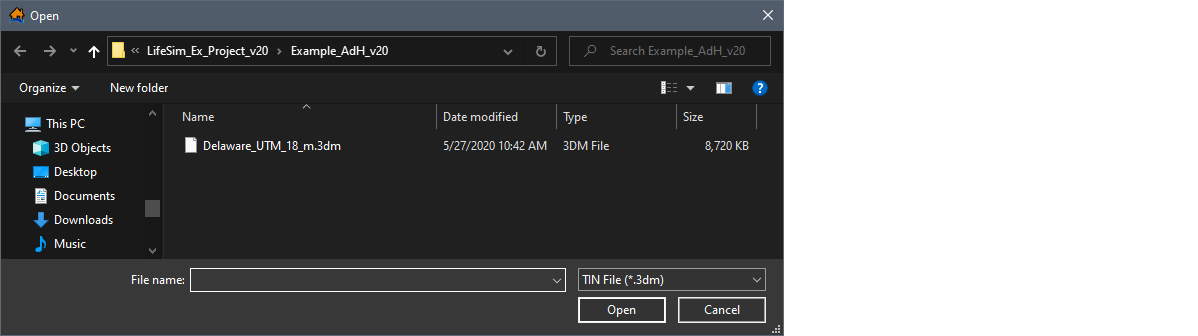 Open
« LifeSim_Ex_Project_v20 › Example_AdH_v20
Search Example_AdH_v20
Organize
New folder
?
Name
Date modified
Type
Size
Delaware_UTM_18_m.3dm
5/27/2020 10:42 AM
3DM File
8,720 KB
This PC
3D Objects
Desktop
Documents
Downloads
Music
File name:
TIN File (*.3dm)
Open
Cancel